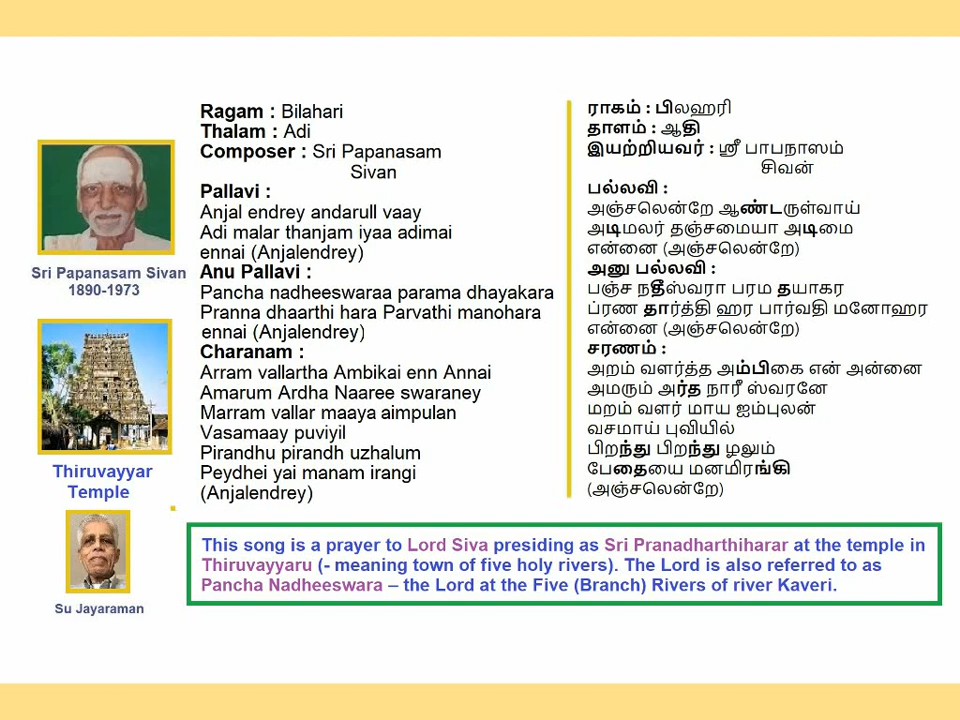 Sri Papanasam Sivan
1890-1973
Thiruvayyar
Temple
Su Jayaraman
Ragam : Bilahari
Thalam : Adi
Composer : Sri Papanasam
Sivan
Pallavi :
Anjal endrey andarull vaay
Adi malar thanjam iyaa adimai
ennai (Anjalendrey)
Anu Pallavi :
Pancha nadheeswaraa parama dhayakara
Pranna dhaarthi hara Parvathi manohara
ennai (Anjalendrey)
Charanam :
Arram vallartha Ambikai enn Annai
Amarum Ardha Naaree swaraney
Marram vallar maaya aimpulan
Vasamaay puviyil
Pirandhu pirandh uzhalum
Peydhei yai manam irangi
(Anjalendrey)
ராகம் : பிலஹரி
தாளம் : ஆதி
இயற்றியவர் : ஸ்ரீ பாபநாஸம்
சிவன்
பல்லவி :
அஞ்சலென்றே ஆண்டருள்வாய்
அடிமலர் தஞ்சமையா அடிமை
என்னை (அஞ்சலென்றே)
அனு பல்லவி :
பஞ்ச நதீஸ்வரா பரம தயாகர
ப்ரண தார்த்தி ஹர பார்வதி மனோஹர
என்னை (அஞ்சலென்றே)
சரணம் :
அறம் வளர்த்த அம்பிகை என் அன்னை
அமரும் அர்த நாரீ ஸ்வரனே
மறம் வளர் மாய ஐம்புலன்
வசமாய் புவியில்
பிறந்து பிறந்து ழலும்
பேதையை மனமிரங்கி
(அஞ்சலென்றே)
This song is a prayer to Lord Siva presiding as Sri Pranadharthiharar at the temple in
Thiruvayyaru (- meaning town of five holy rivers). The Lord is also referred to as
Pancha Nadheeswara – the Lord at the Five (Branch) Rivers of river Kaveri.